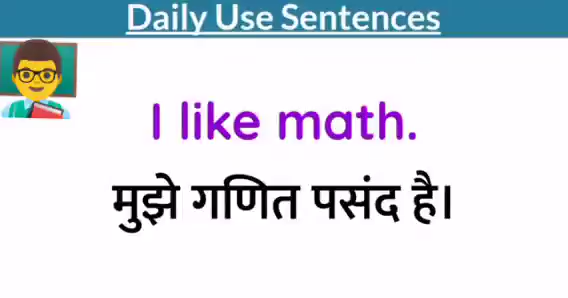 Daily Use Sentences
I like math.
मुझे गणित पसंद है।